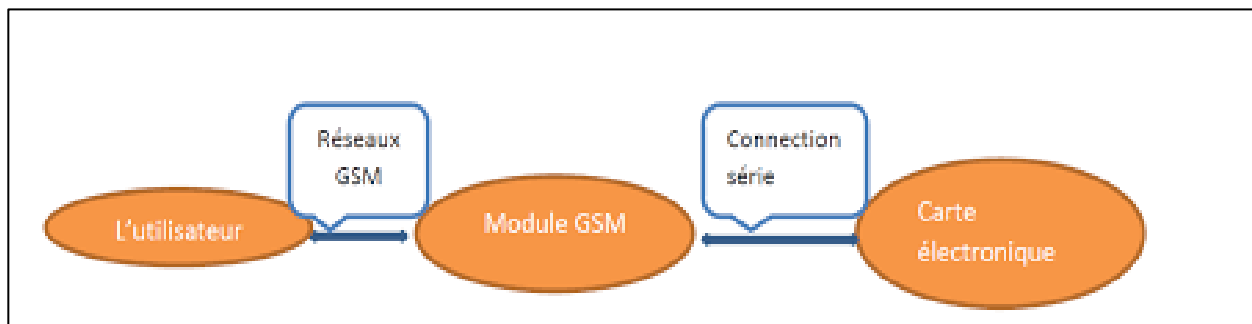 Réseaux
GSM
Connection
série
L'utilisateur
Module GSM
Carte
électronique